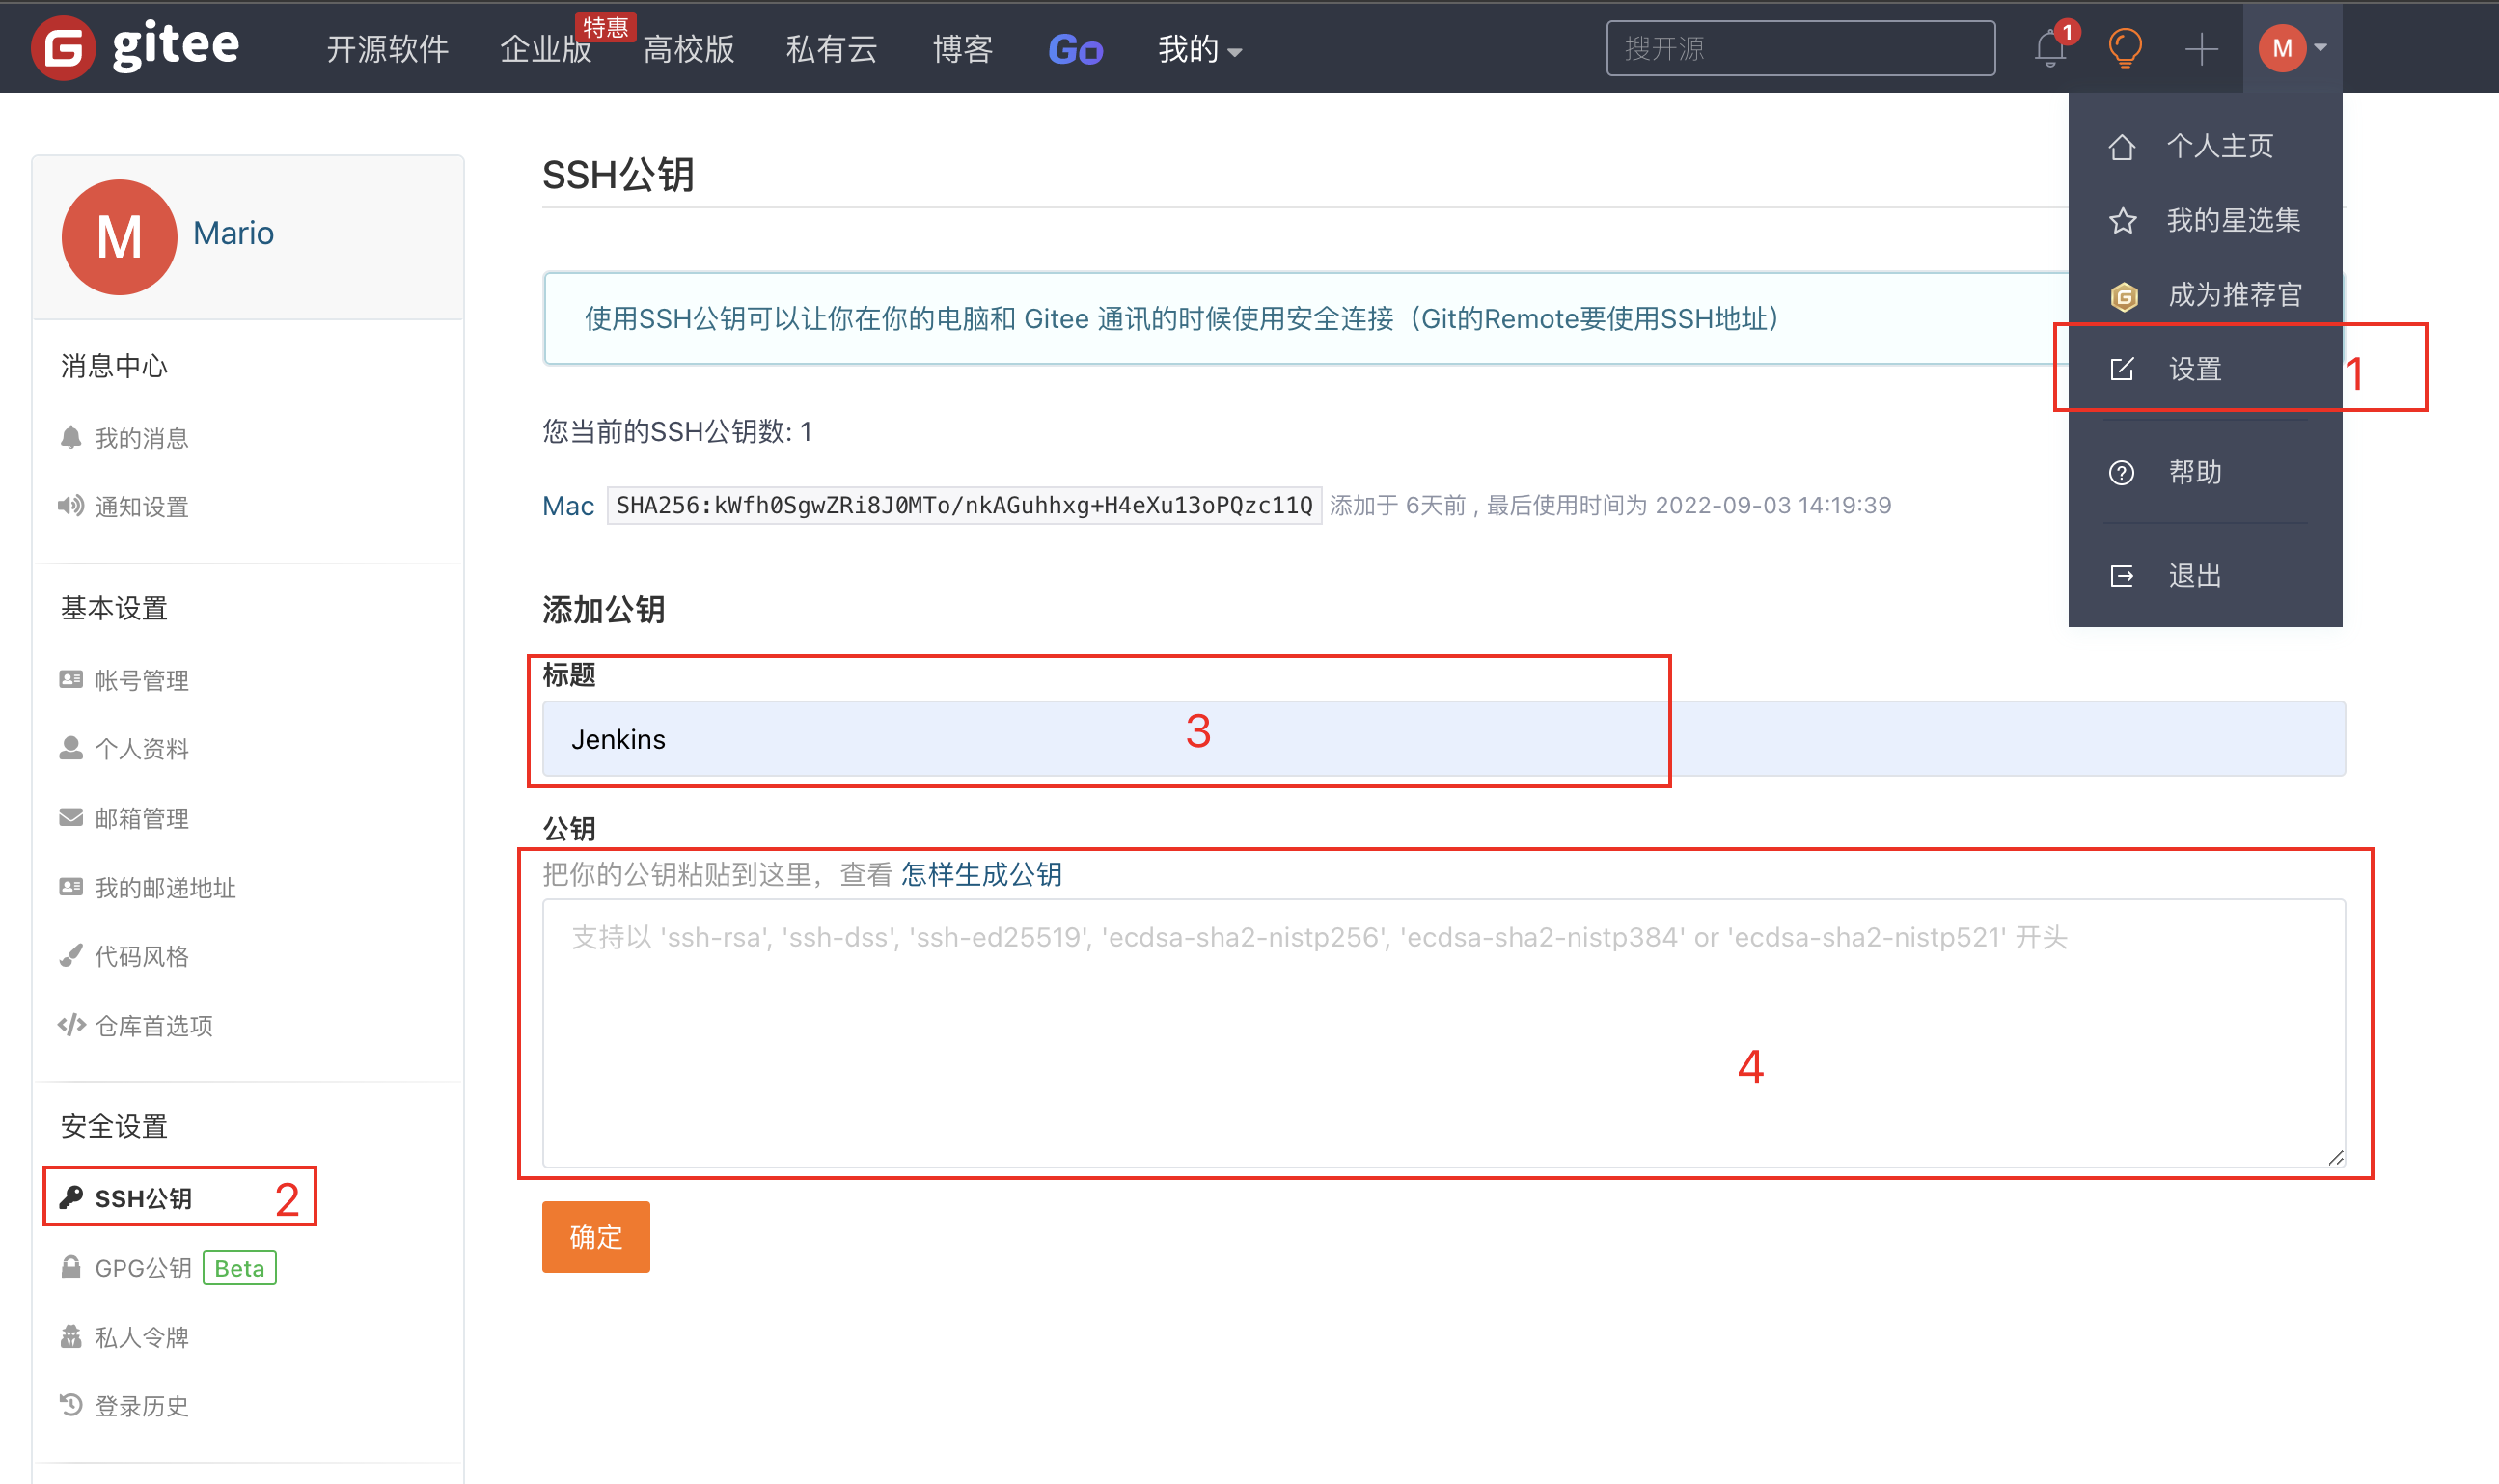 gitee
开源软件
企业版
特惠
高校版
私有云
博客
Go
我的
搜开源
1
M
个人主页
我的星选集
成为推荐官
设置
1
帮助
退出
M
Mario
消息中心
我的消息
通知设置
基本设置
帐号管理
个人资料
邮箱管理
我的邮递地址
代码风格
仓库首选项
安全设置
SSH公钥
2
GPG公钥 Beta
私人令牌
登录历史
SSH公钥
使用SSH公钥可以让你在你的电脑和 Gitee 通讯的时候使用安全连接（Git的Remote要使用SSH地址）
您当前的SSH公钥数: 1
Mac SHA256:kWfh0SgwZRi8J0MTo/nkAGuhhxg+H4eXu13oPQzc11Q 添加于 6天前 , 最后使用时间为 2022-09-03 14:19:39
添加公钥
标题
Jenkins
3
公钥
把你的公钥粘贴到这里，查看 怎样生成公钥
支持以 'ssh-rsa', 'ssh-dss', 'ssh-ed25519', 'ecdsa-sha2-nistp256', 'ecdsa-sha2-nistp384' or 'ecdsa-sha2-nistp521' 开头
4
确定